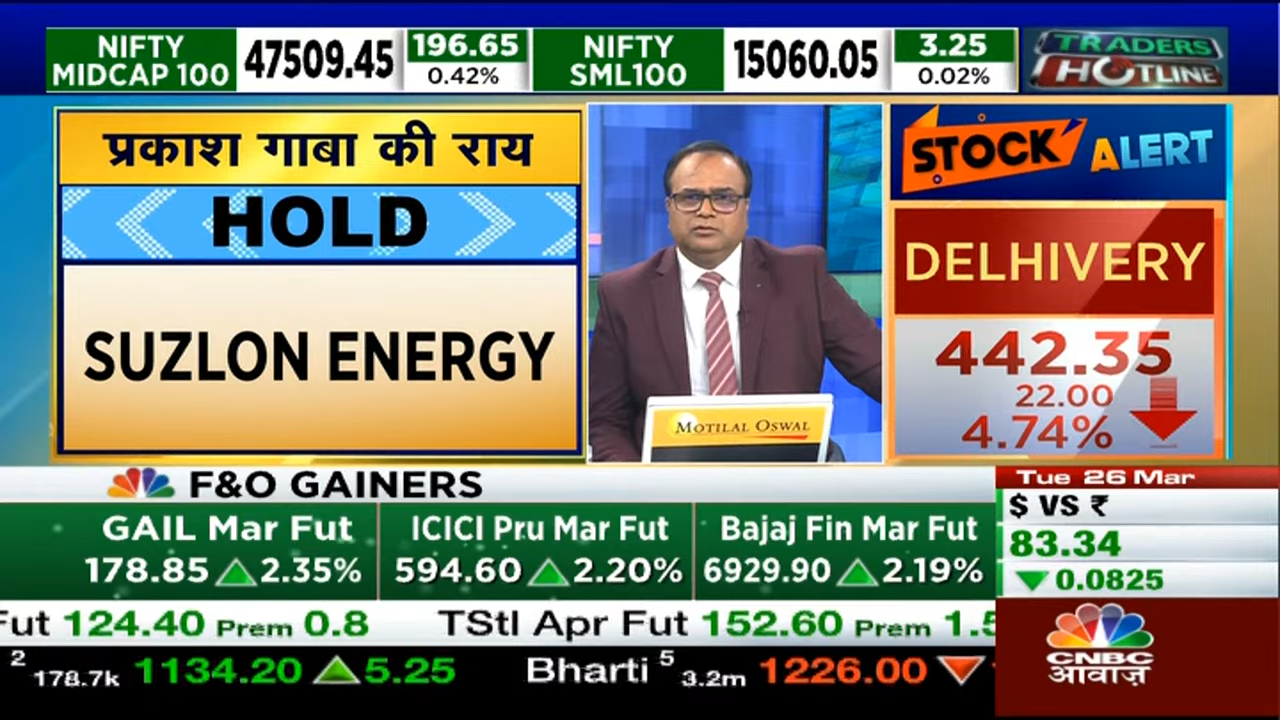 NIFTY
MIDCAP 100
47509.45
196.65
0.42%
NIFTY
SML100
15060.05
3.25
0.02%
TRADERS
HOTLINE
प्रकाश गाबा की राय
HOLD
SUZLON ENERGY
MOTILAL OSWAL
STOCK ALERT
DELHIVERY
442.35
22.00
4.74%
F&O GAINERS
GAIL Mar Fut
178.85 2.35%
ICICI Pru Mar Fut
594.60 2.20%
Bajaj Fin Mar Fut
6929.90 2.19%
Tue 26 Mar
$ VS ₹
83.34
0.0825
Fut 124.40 Prem 0.8 TStl Apr Fut 152.60 Prem 1.5
2 178.7k 1134.20 5.25 Bharti 5 3.2m 1226.00
CNBC
आवाज़